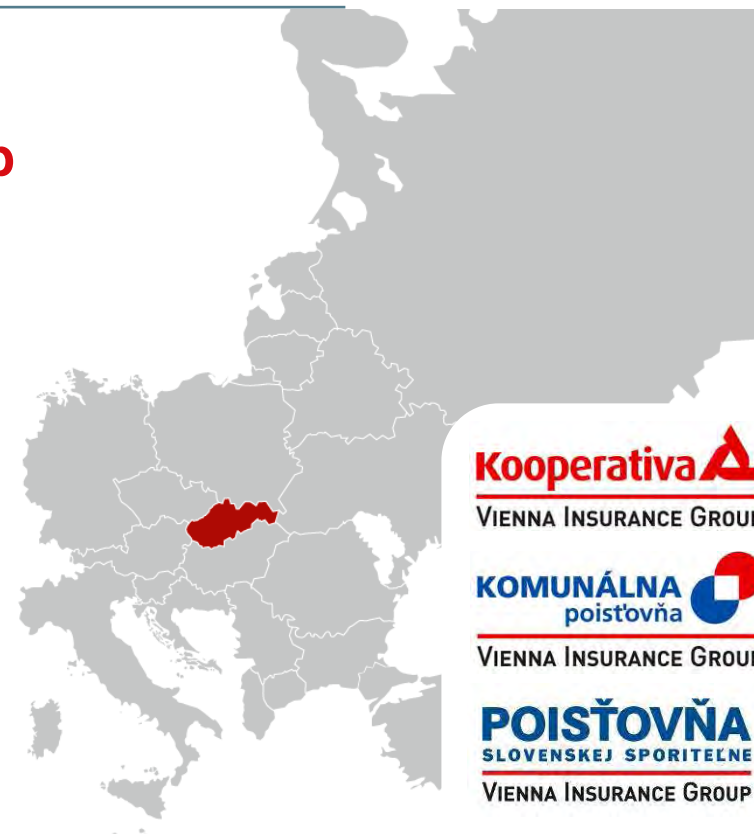 Kooperativa
VIENNA INSURANCE GROUP
KOMUNÁLNA
poisťovňa
VIENNA INSURANCE GROUP
POISŤOVŇA
SLOVENSKEJ SPORITEĽNE
VIENNA INSURANCE GROUP